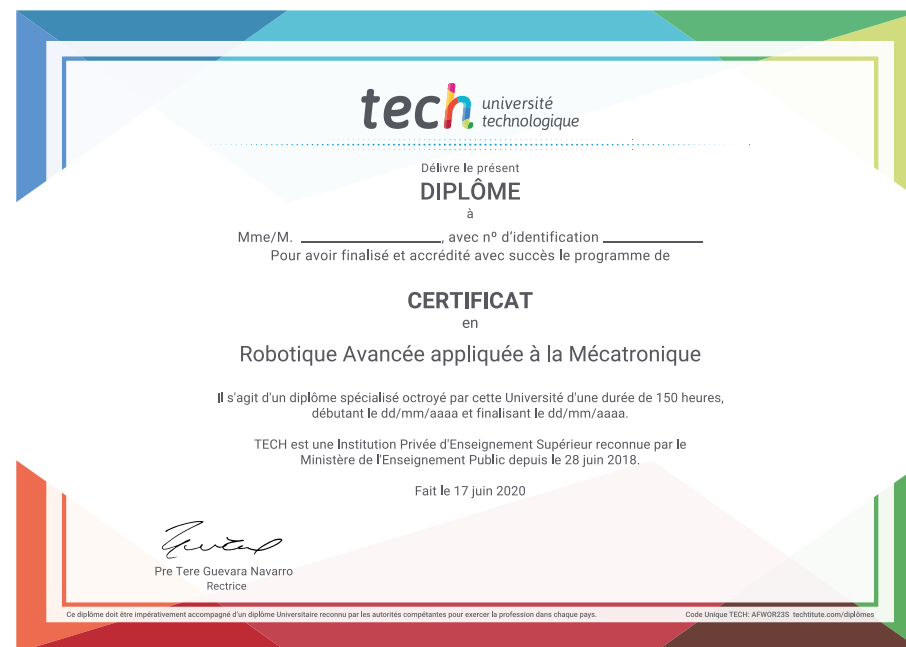 tech université
technologique
Délivre le présent
DIPLÔME
à
Mme/M. ____________________, avec nº d'identification ______________
Pour avoir finalisé et accrédité avec succès le programme de
CERTIFICAT
en
Robotique Avancée appliquée à la Mécatronique
Il s'agit d'un diplôme spécialisé octroyé par cette Université d'une durée de 150 heures,
débutant le dd/mm/aaaa et finalisant le dd/mm/aaaa.
TECH est une Institution Privée d'Enseignement Supérieur reconnue par le
Ministère de l'Enseignement Public depuis le 28 juin 2018.
Fait le 17 juin 2020
Pre Tere Guevara Navarro
Rectrice
Ce diplôme doit être impérativement accompagné d'un diplôme Universitaire reconnu par les autorités compétentes pour exercer la profession dans chaque pays.
Code Unique TECH: AFWOR23S techtitute.com/diplômes